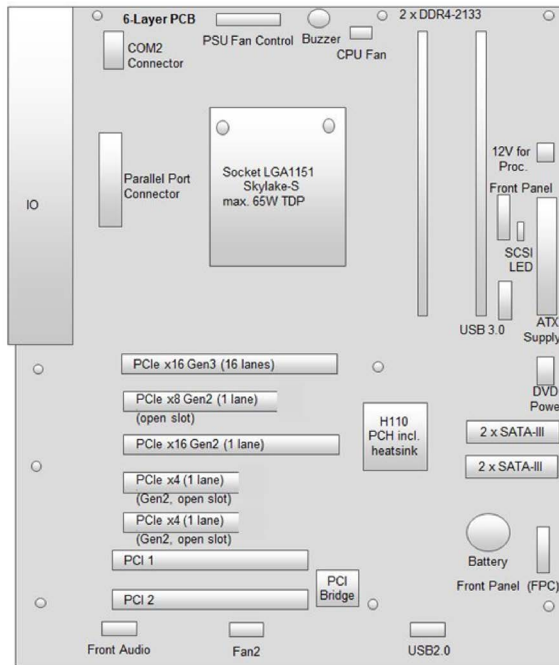 6-Layer PCB
2 x DDR4-2133
COM2
Connector
PSU Fan Control
Buzzer
CPU Fan
12V for
Proc.
Parallel Port
Connector
Socket LGA1151
Skylake-S
max. 65W TDP
Front Panel
IO
SCSI
LED
USB 3.0
ATX
Supply
PCIe x16 Gen3 (16 lanes)
DVD
Power
PCIe x8 Gen2 (1 lane)
(open slot)
H110
PCH incl.
heatsink
2 x SATA-III
PCIe x16 Gen2 (1 lane)
2 x SATA-III
PCIe x4 (1 lane)
(Gen2, open slot)
PCIe x4 (1 lane)
(Gen2, open slot)
Battery
PCI 1
PCI
Bridge
Front Panel (FPC)
PCI 2
Front Audio
Fan2
USB2.0